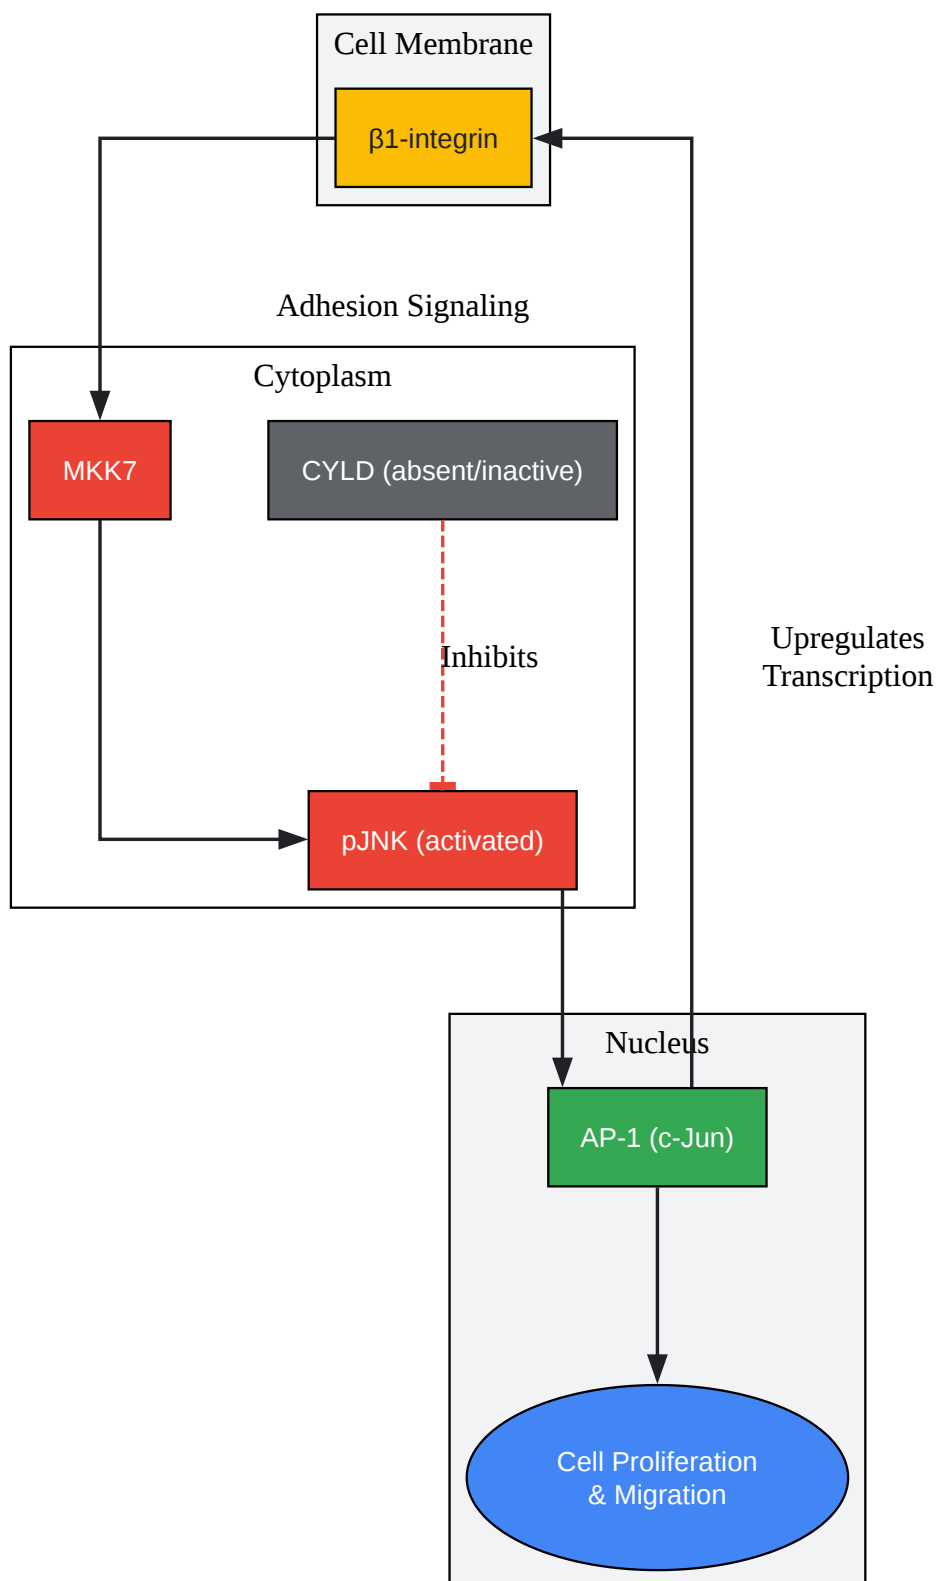 Cell Membrane
β1-integrin
Adhesion Signaling
Cytoplasm
MKK7
CYLD (absent/inactive)
Inhibits
Upregulates
Transcription
pJNK (activated)
Nucleus
AP-1 (c-Jun)
Cell Proliferation
& Migration